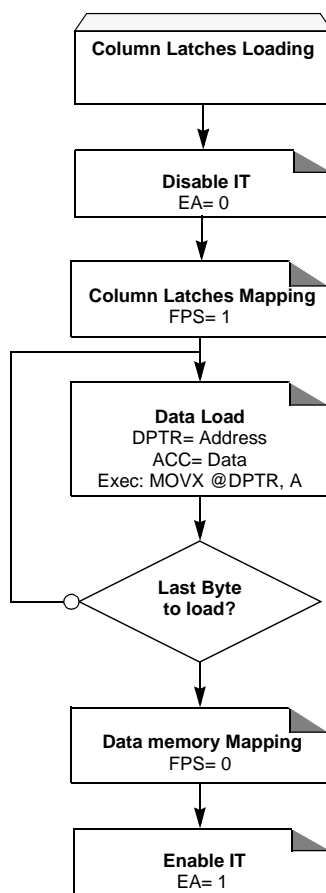 Column Latches Loading
Disable IT
EA= 0
Column Latches Mapping
FPS= 1
Data Load
DPTR= Address
ACC= Data
Exec: MOVX @DPTR, A
Last Byte
to load?
Data memory Mapping
FPS= 0
Enable IT
EA= 1